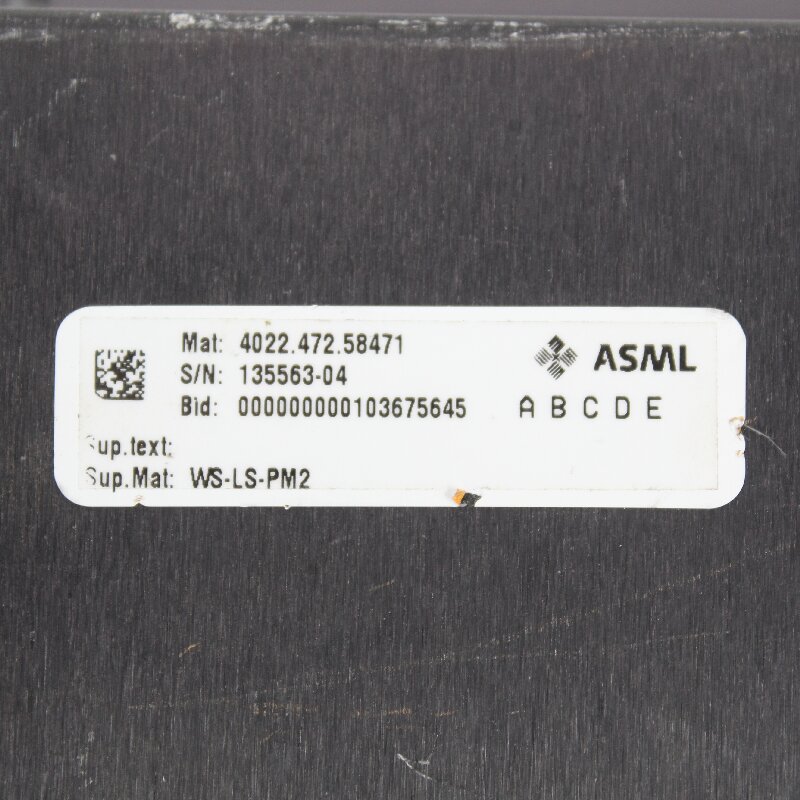 Mat: 4022.472.58471
ASML
S/N: 135563-04
Bid: 000000000103675645 A B C D E
Sup.text:
Sup.Mat: WS-LS-PM2